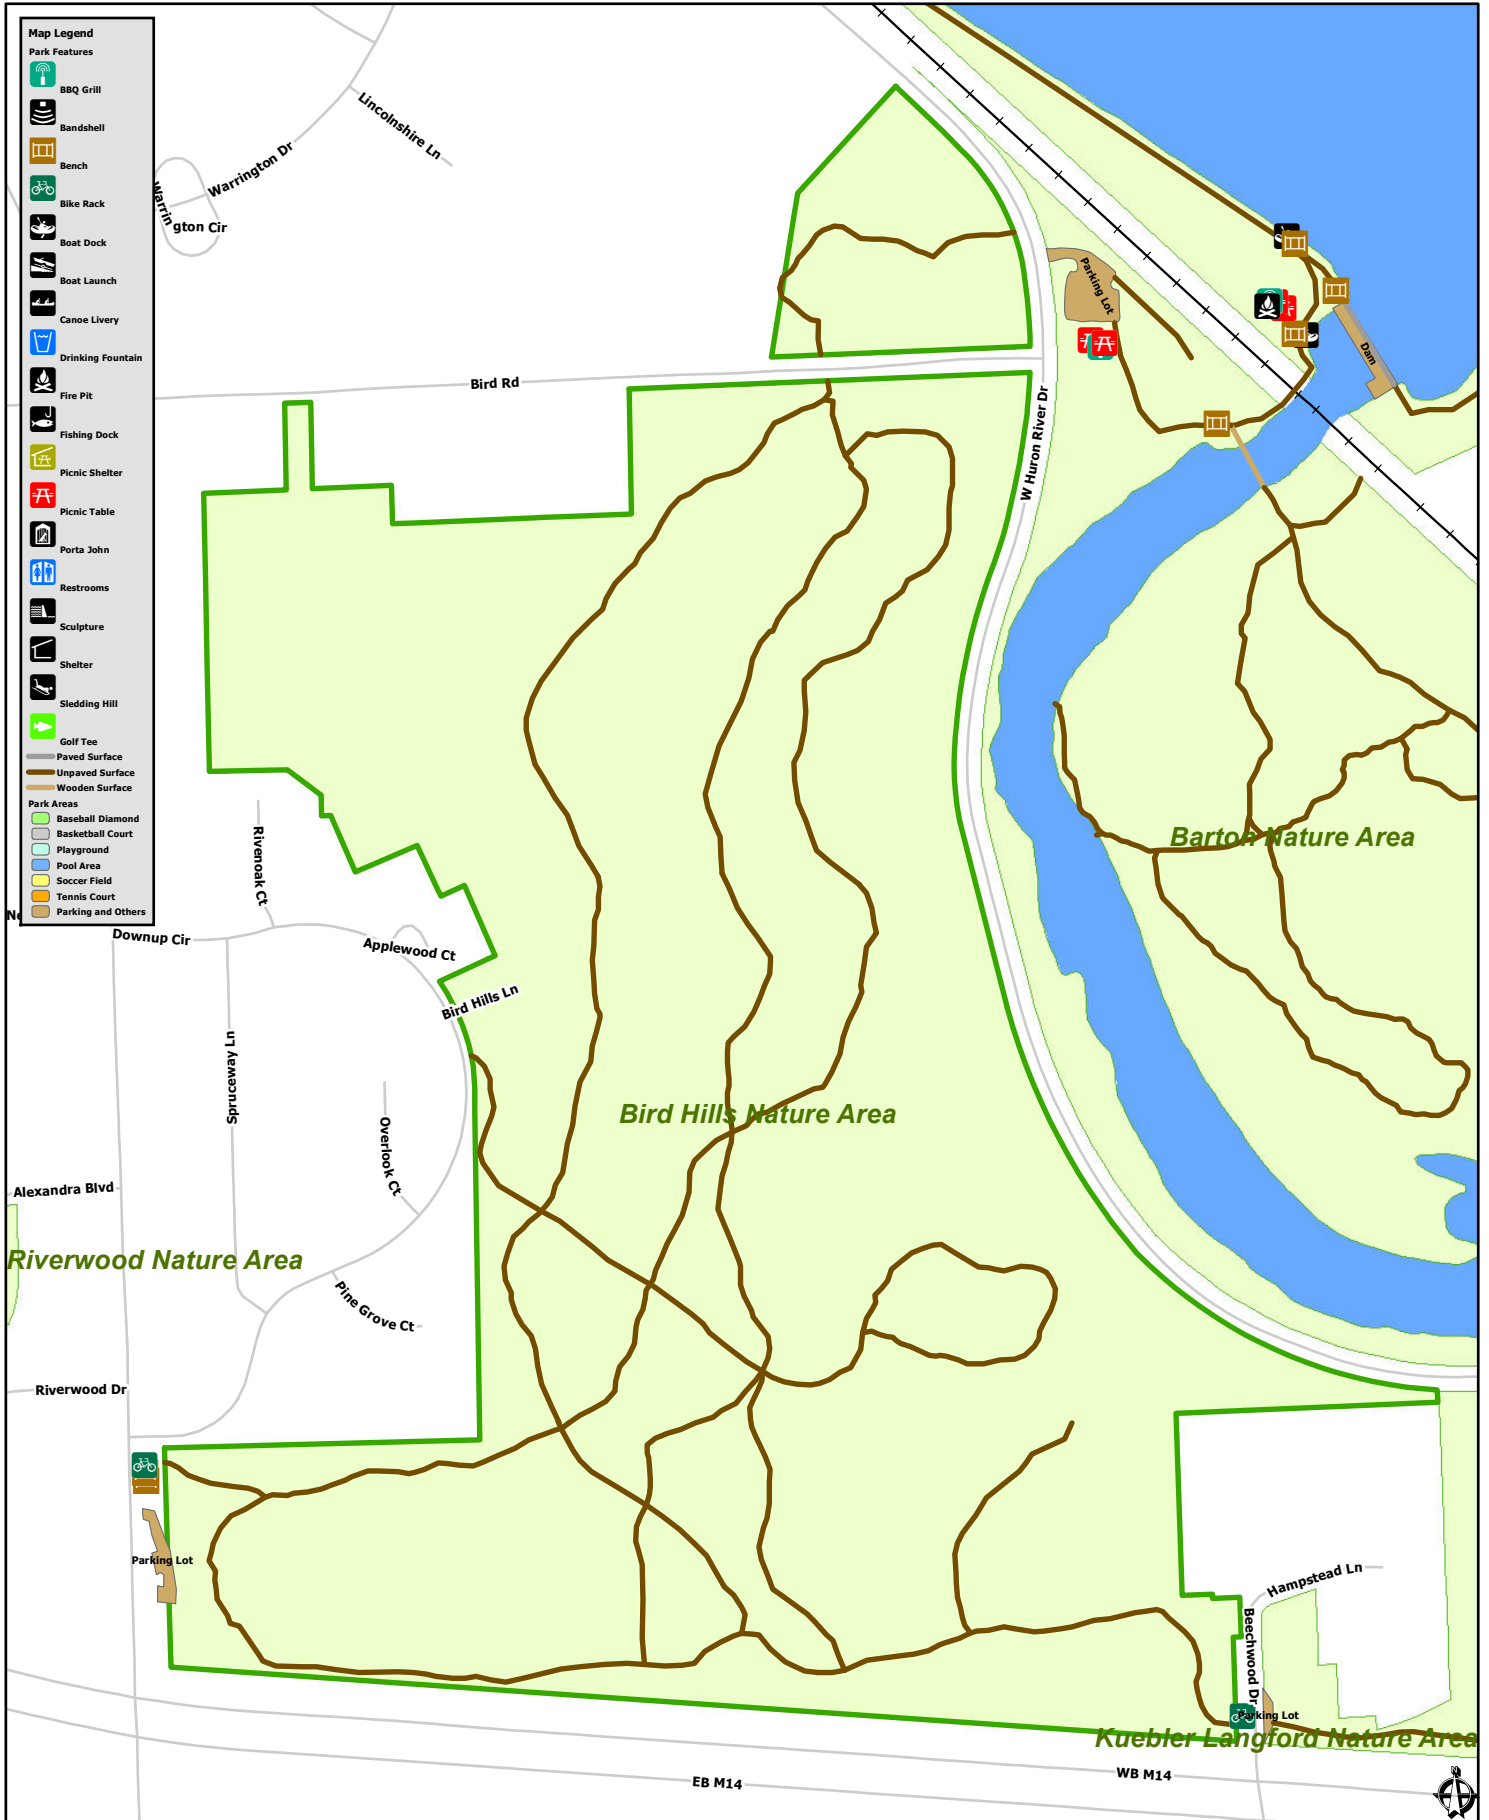 Map Legend
Park Features
BBQ Grill
Bandshell
Bench
Bike Rack
Boat Dock
Boat Launch
Canoe Livery
Drinking Fountain
Fire Pit
Fishing Dock
Picnic Shelter
Picnic Table
Porta John
Restrooms
Sculpture
Shelter
Sledding Hill
Golf Tee
Paved Surface
Unpaved Surface
Wooden Surface
Park Areas
Baseball Diamond
Basketball Court
Playground
Pool Area
Soccer Field
Tennis Court
Parking and Others
Lincolnshire Ln
Warrington Dr
Warrin
gton Cir
Bird Rd
W Huron River Dr
Parking Lot
Dam
Barton Nature Area
Rivenoak Ct
Ne
Downup Cir
Applewood Ct
Bird Hills Ln
Spruceway Ln
Overlook Ct
Bird Hills Nature Area
Alexandra Blvd
Riverwood Nature Area
Pine Grove Ct
Riverwood Dr
Parking Lot
Hampstead Ln
Beechwood Dr
Parking Lot
Kuebler Langford Nature Area
EB M14
WB M14
N